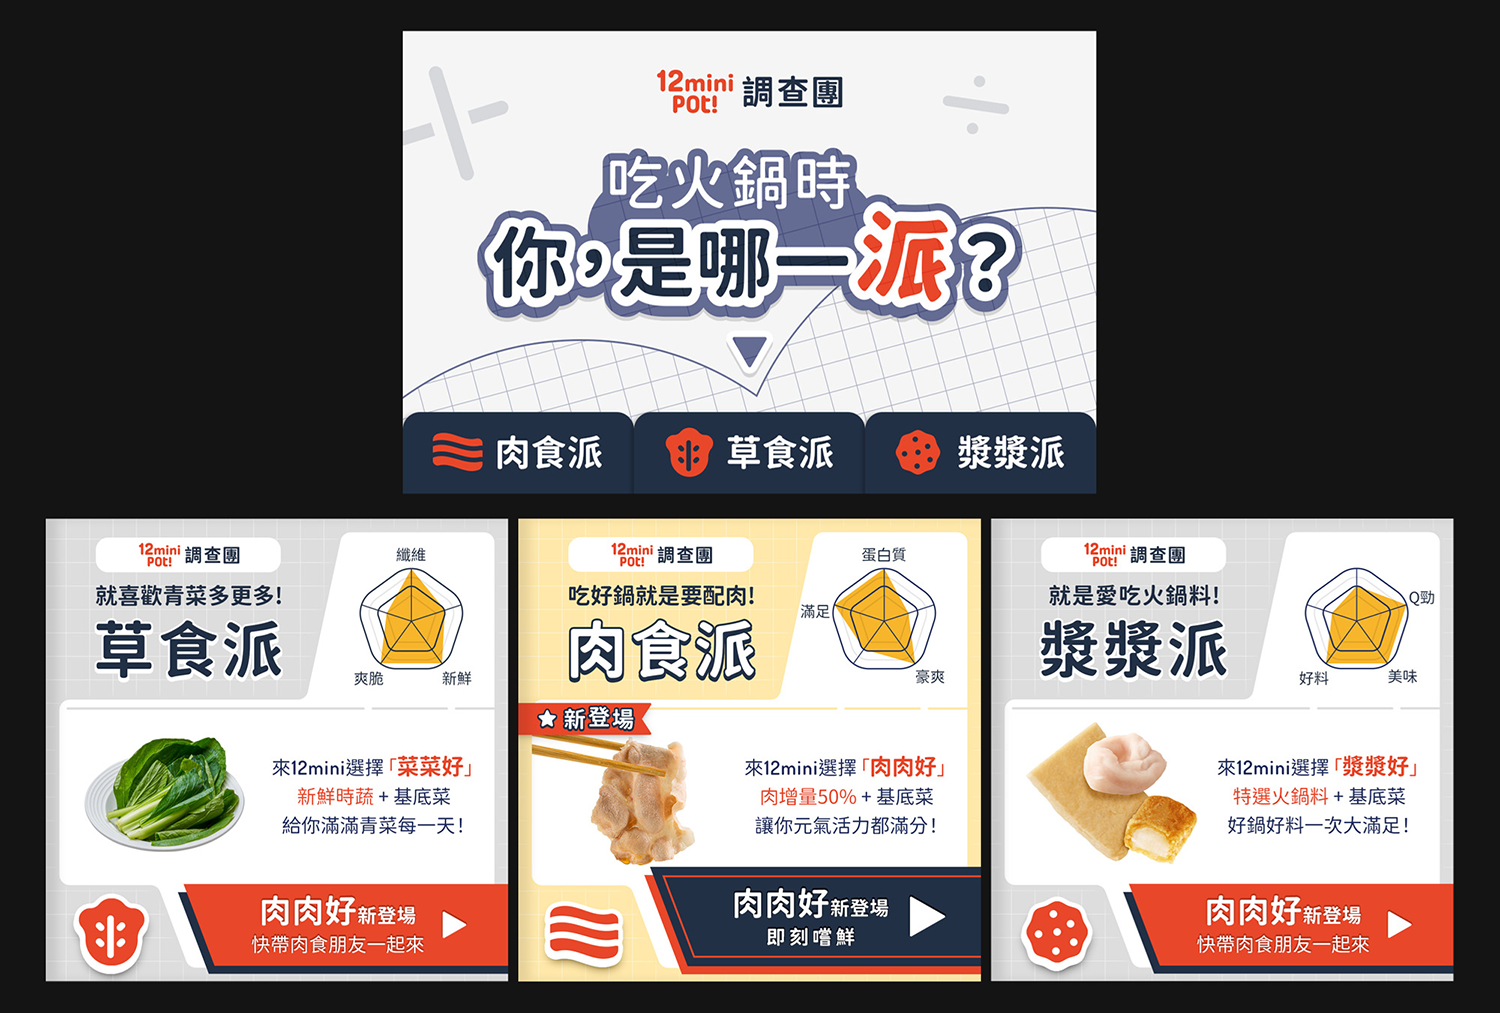 12mini POt! 調查團
吃火鍋時
你,是哪一派?
肉食派
草食派
漿漿派
12mini POt! 調查團
就喜歡青菜多更多!
草食派
纖維
爽脆
新鮮
來12mini選擇「菜菜好」
新鮮時蔬+基底菜
給你滿滿青菜每一天!
肉肉好新登場
快帶肉食朋友一起來
12mini POt! 調查團
吃好鍋就是要配肉!
肉食派
蛋白質
滿足
豪爽
新登場
來12mini選擇「肉肉好」
肉增量50%+基底菜
讓你元氣活力都滿分!
肉肉好新登場
即刻嚐鮮
12mini POt! 調查團
就是愛吃火鍋料!
漿漿派
Q勁
好料
美味
來12mini選擇「漿漿好」
特選火鍋料+基底菜
好鍋好料一次大滿足!
肉肉好新登場
快帶肉食朋友一起來